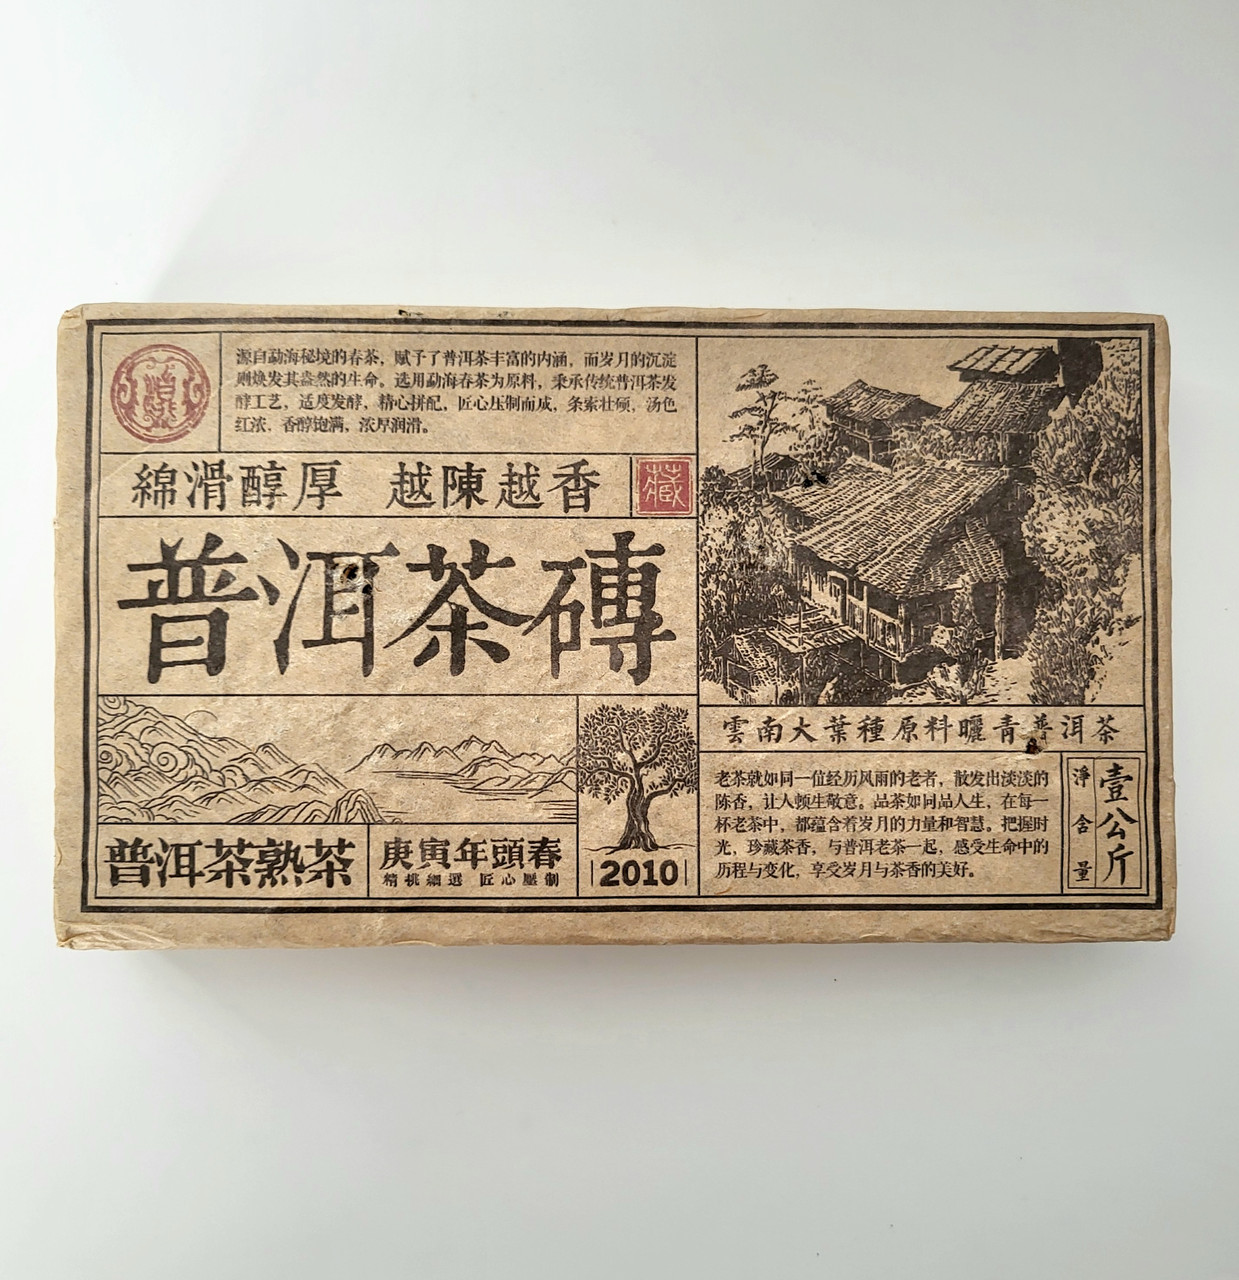 源自勐海秘境的春茶，赋予了普洱茶丰富的内涵，而岁月的沉淀
则焕发其盎然的生命。选用勐海春茶为原料，秉承传统普洱茶发
酵工艺，适度发酵，精心拼配，匠心压制而成，条索壮硕，汤色
红浓，香醇饱满，浓厚润滑。
綿滑醇厚 越陳越香
藏
普洱茶磚
普洱茶熟茶
庚寅年頭春
精挑細選 匠心壓制
2010
雲南大葉種原料曬青普洱茶
老茶就如同一位经历风雨的老者，散发出淡淡的
陈香，让人顿生敬意。品茶如同品人生，在每一
杯老茶中，都蕴含着岁月的力量和智慧。把握时
光，珍藏茶香，与普洱老茶一起，感受生命中的
历程与变化，享受岁月与茶香的美好。
淨含量
壹公斤